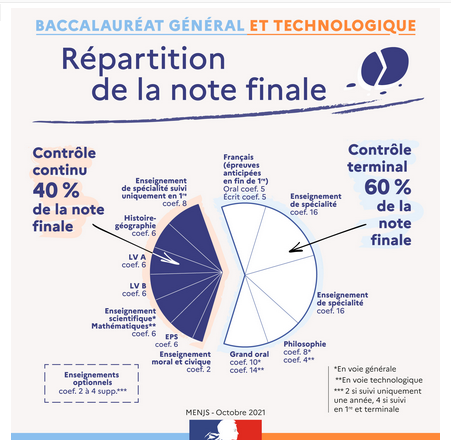 BACCALAURÉAT GÉNÉRAL ET TECHNOLOGIQUE
Répartition
de la note finale
Contrôle
continu
40 %
de la note
finale
Contrôle
terminal
60 %
de la
note
finale
Français
(épreuves
anticipées
en fin de 1re)
Oral coef. 5
Écrit coef. 5
Enseignement
de spécialité
coef. 16
Enseignement
de spécialité
coef. 16
Philosophie
coef. 8*
coef. 4**
Grand oral
coef. 10*
coef. 14**
Enseignement
de spécialité suivi
uniquement en 1re
coef. 8
Histoire-
géographie
coef. 6
LV A
coef. 6
LV B
coef. 6
Enseignement
scientifique*
Mathématiques**
coef. 6
EPS
coef. 6
Enseignement
moral et civique
coef. 2
Enseignements
optionnels
coef. 2 à 4 supp.***
*En voie générale
**En voie technologique
*** 2 si suivi uniquement
une année, 4 si suivi
en 1re et terminale
MENJS - Octobre 2021